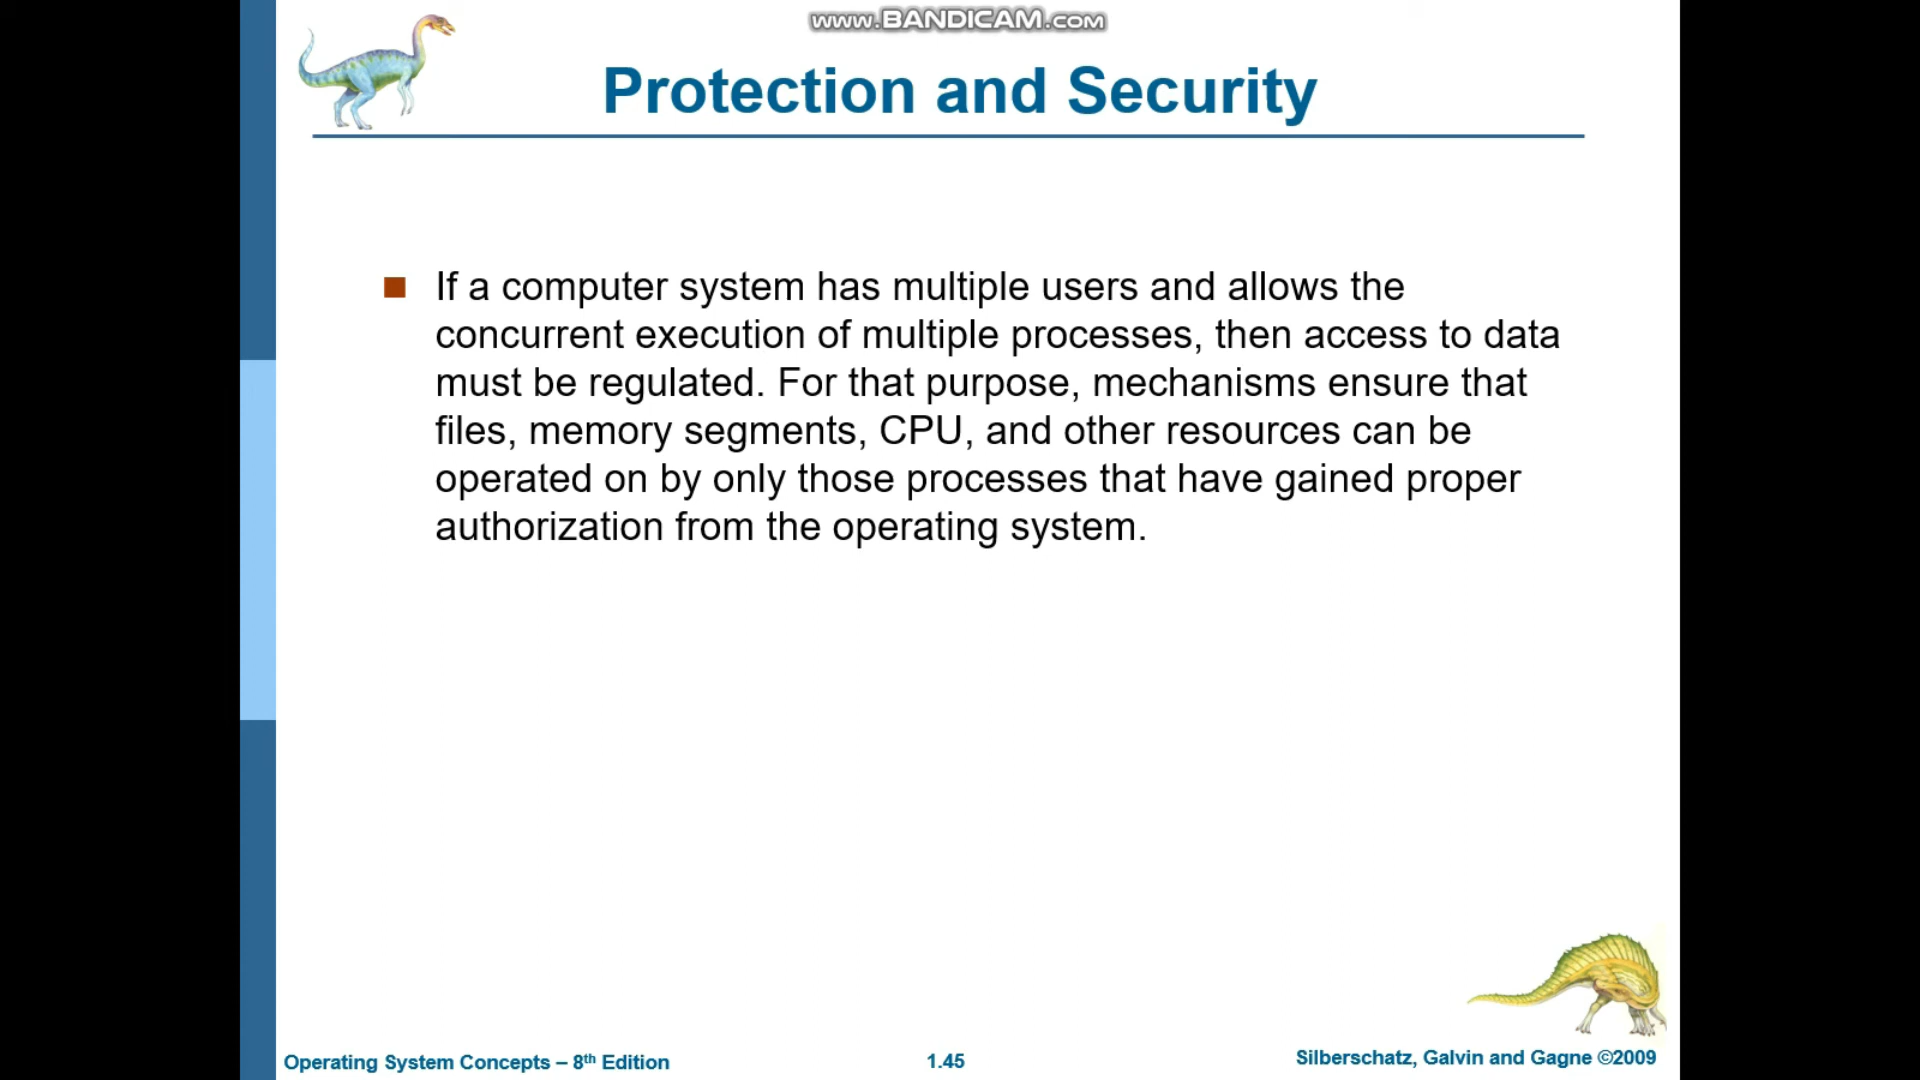 www.BANDICAM.com
Protection and Security
■ If a computer system has multiple users and allows the
concurrent execution of multiple processes, then access to data
must be regulated. For that purpose, mechanisms ensure that
files, memory segments, CPU, and other resources can be
operated on by only those processes that have gained proper
authorization from the operating system.
Operating System Concepts – 8th Edition
1.45
Silberschatz, Galvin and Gagne ©2009